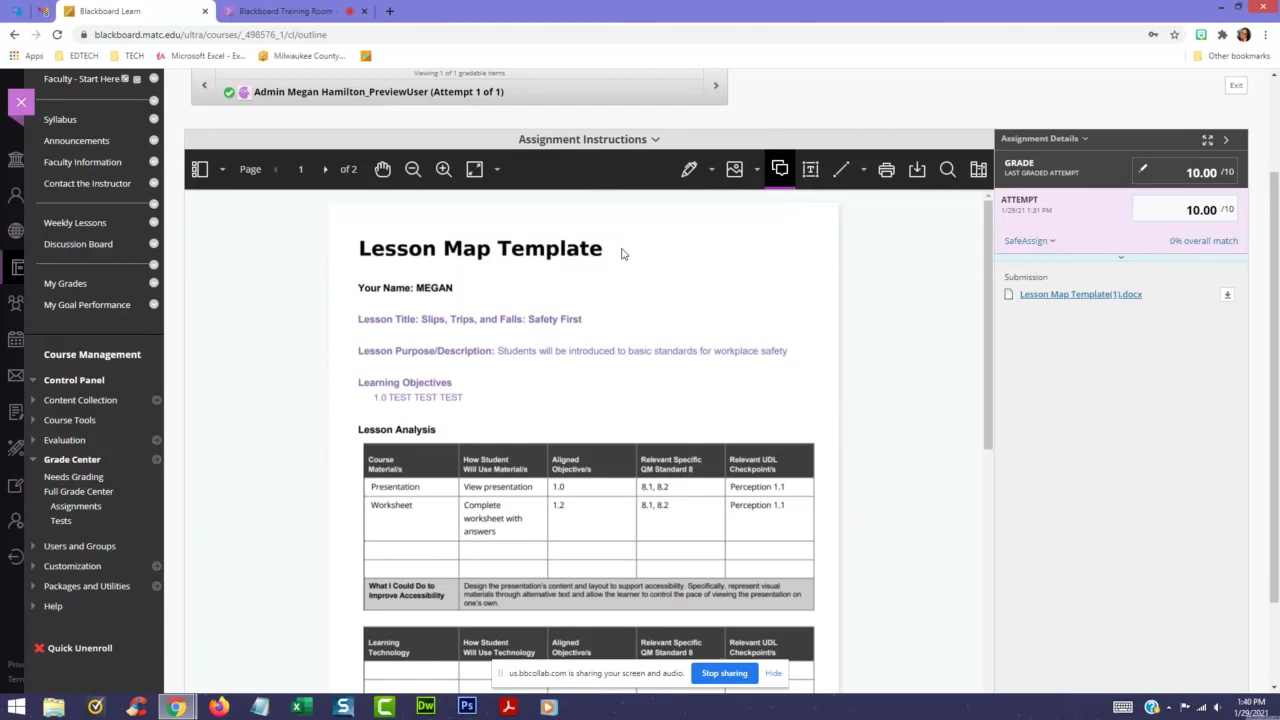 Blackboard Learn
Blackboard Training Room -
blackboard.matc.edu/ultra/courses/_498576_1/cl/outline
Apps
EDTECH
TECH
Microsoft Excel - Ex...
Milwaukee County...
Other bookmarks
Faculty - Start Here
Syllabus
Announcements
Faculty Information
Contact the Instructor
Weekly Lessons
Discussion Board
My Grades
My Goal Performance
Course Management
Control Panel
Content Collection
Course Tools
Evaluation
Grade Center
Needs Grading
Full Grade Center
Assignments
Tests
Users and Groups
Customization
Packages and Utilities
Help
Quick Unenroll
Priva
Term
Viewing 1 of 1 gradable items
Admin Megan Hamilton_PreviewUser (Attempt 1 of 1)
Exit
Assignment Instructions
Page 1 of 2
Lesson Map Template
Your Name: MEGAN
Lesson Title: Slips, Trips, and Falls: Safety First
Lesson Purpose/Description: Students will be introduced to basic standards for workplace safety
Learning Objectives
1.0 TEST TEST TEST
Lesson Analysis
Course Material/s
How Student Will Use Material/s
Aligned Objective/s
Relevant Specific QM Standard 8
Relevant UDL Checkpoint/s
Presentation
View presentation
1.0
8.1, 8.2
Perception 1.1
Worksheet
Complete worksheet with answers
1.2
8.1, 8.2
Perception 1.1
What I Could Do to Improve Accessibility
Design the presentation's content and layout to support accessibility. Specifically, represent visual
materials through alternative text and allow the learner to control the pace of viewing the presentation on
one's own.
Learning Technology
How Student Will Use Technology
Aligned Objective/s
Relevant Specific QM Standard 8
Relevant UDL Checkpoint/s
us.bbcollab.com is sharing your screen and audio.
Stop sharing
Hide
Assignment Details
GRADE
LAST GRADED ATTEMPT
10.00 /10
ATTEMPT
1/29/21 1:31 PM
10.00 /10
SafeAssign
0% overall match
Submission
Lesson Map Template(1).docx
1:40 PM
1/29/2021